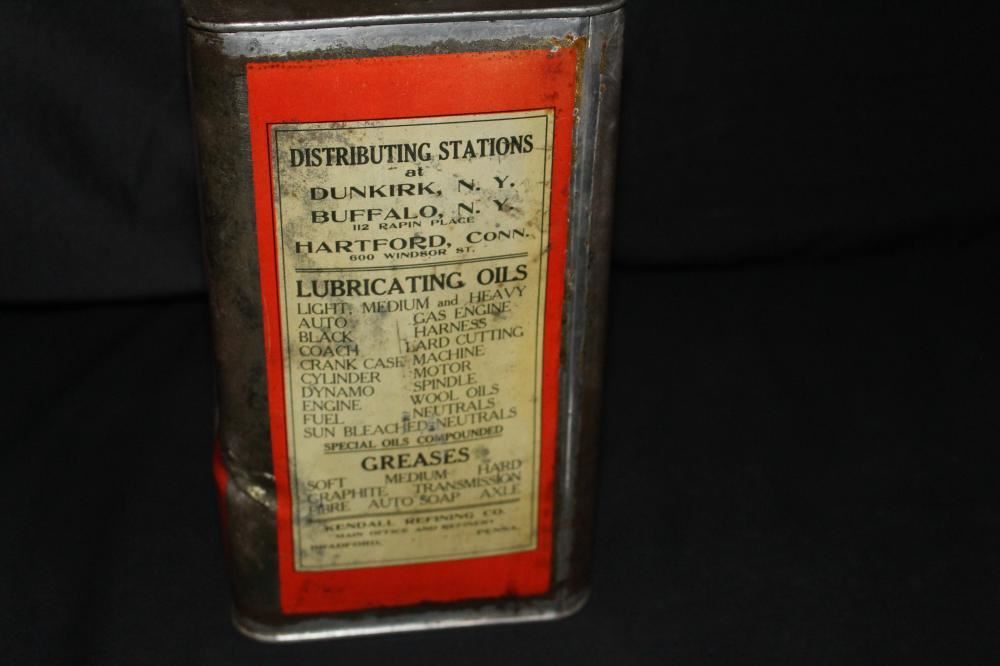 DISTRIBUTING STATIONS
at
DUNKIRK, N. Y.
BUFFALO, N. Y.
112 RAPIN PLACE
HARTFORD, CONN.
600 WINDSOR ST.
LUBRICATING OILS
LIGHT, MEDIUM and HEAVY
AUTO GAS ENGINE
BLACK HARNESS
COACH LARD CUTTING
CRANK CASE MACHINE
CYLINDER MOTOR
DYNAMO SPINDLE
ENGINE WOOL OILS
FUEL NEUTRALS
SUN BLEACHED NEUTRALS
SPECIAL OILS COMPOUNDED
GREASES
SOFT MEDIUM HARD
GRAPHITE TRANSMISSION
FIBRE AUTO SOAP AXLE
KENDALL REFINING CO.
MAIN OFFICE AND REFINERY
BRADFORD, PENNA.